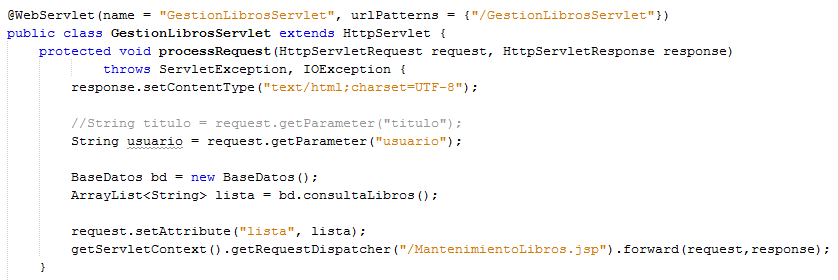 @WebServlet(name = "GestionLibrosServlet", urlPatterns = {"/GestionLibrosServlet"})
public class GestionLibrosServlet extends HttpServlet {
    protected void processRequest(HttpServletRequest request, HttpServletResponse response)
            throws ServletException, IOException {
        response.setContentType("text/html;charset=UTF-8");

        //String titulo = request.getParameter("titulo");
        String usuario = request.getParameter("usuario");

        BaseDatos bd = new BaseDatos();
        ArrayList<String> lista = bd.consultaLibros();

        request.setAttribute("lista", lista);
        getServletContext().getRequestDispatcher("/MantenimientoLibros.jsp").forward(request,response);
    }